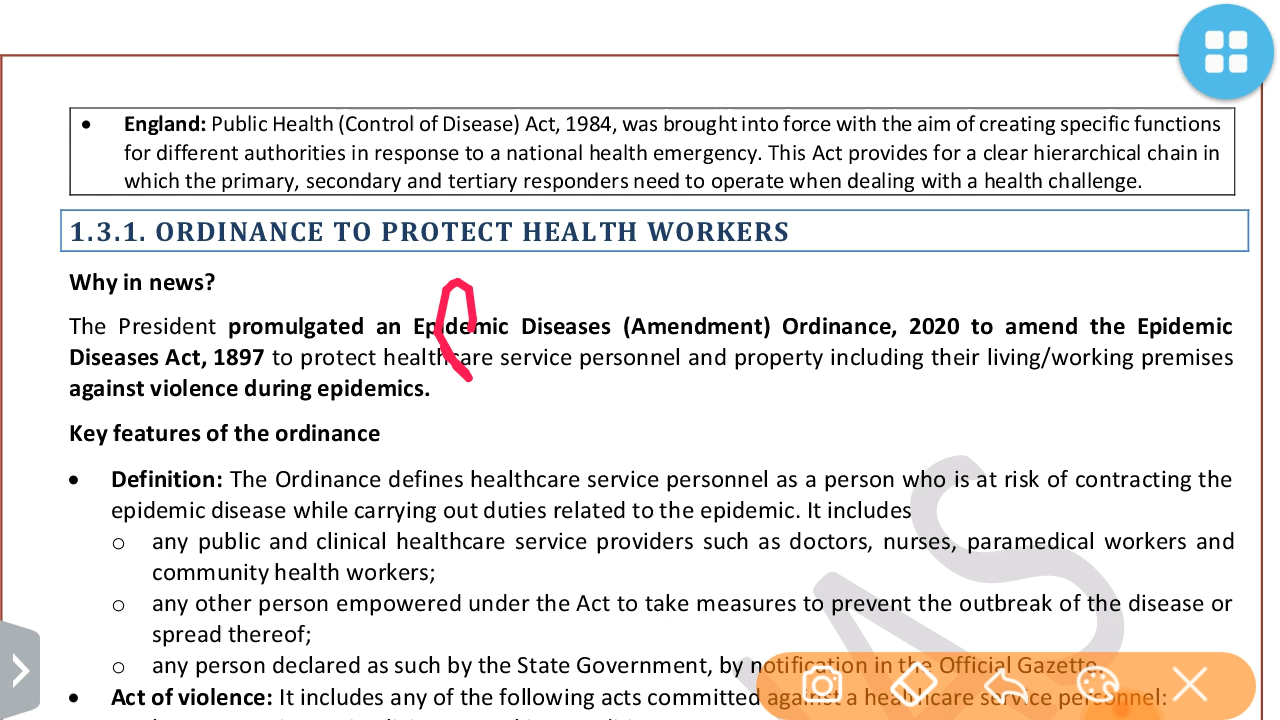 • England: Public Health (Control of Disease) Act, 1984, was brought into force with the aim of creating specific functions
for different authorities in response to a national health emergency. This Act provides for a clear hierarchical chain in
which the primary, secondary and tertiary responders need to operate when dealing with a health challenge.
1.3.1. ORDINANCE TO PROTECT HEALTH WORKERS
Why in news?
The President promulgated an Epidemic Diseases (Amendment) Ordinance, 2020 to amend the Epidemic
Diseases Act, 1897 to protect healthcare service personnel and property including their living/working premises
against violence during epidemics.
Key features of the ordinance
• Definition: The Ordinance defines healthcare service personnel as a person who is at risk of contracting the
epidemic disease while carrying out duties related to the epidemic. It includes
o any public and clinical healthcare service providers such as doctors, nurses, paramedical workers and
community health workers;
o any other person empowered under the Act to take measures to prevent the outbreak of the disease or
spread thereof;
o any person declared as such by the State Government, by notification in the Official Gazette.
• Act of violence: It includes any of the following acts committed against a healthcare service personnel: